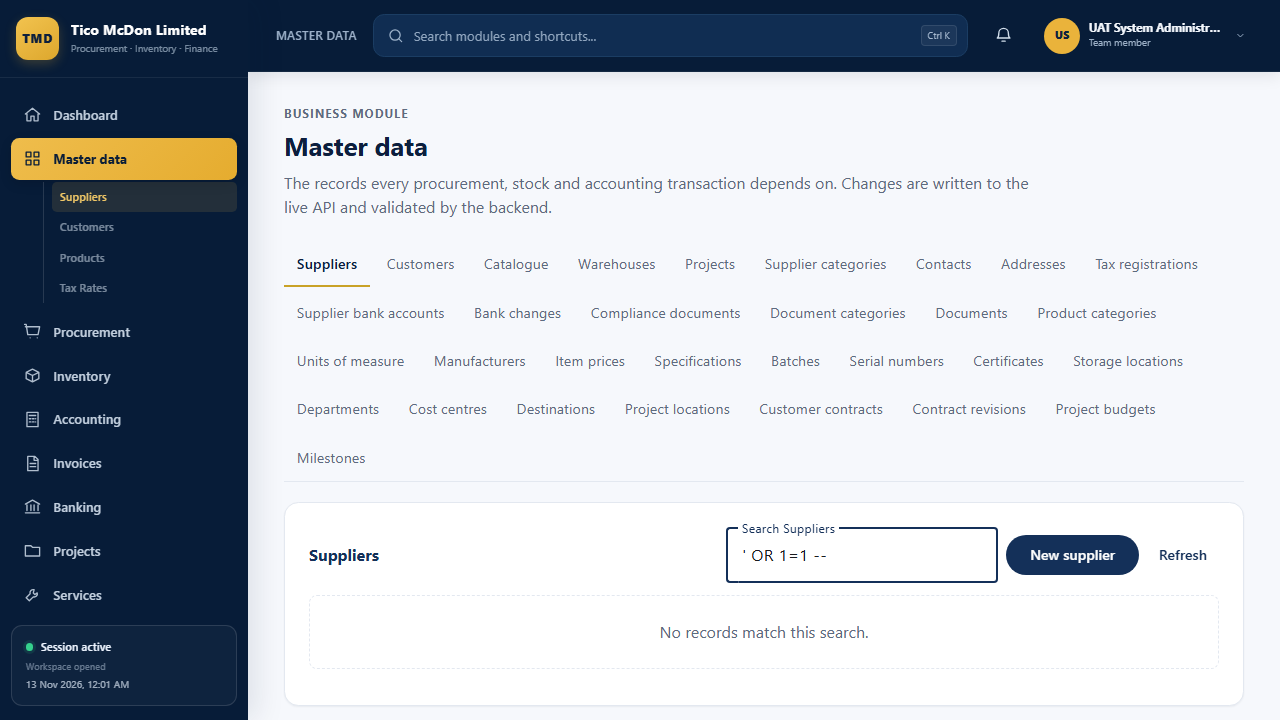 TMD
Tico McDon Limited
Procurement · Inventory · Finance
MASTER DATA
Search modules and shortcuts...
Ctrl K
US
UAT System Administr...
Team member
Dashboard
Master data
Suppliers
Customers
Products
Tax Rates
Procurement
Inventory
Accounting
Invoices
Banking
Projects
Services
Session active
Workspace opened
13 Nov 2026, 12:01 AM
BUSINESS MODULE
Master data
The records every procurement, stock and accounting transaction depends on. Changes are written to the
live API and validated by the backend.
Suppliers Customers Catalogue Warehouses Projects Supplier categories Contacts Addresses Tax registrations
Supplier bank accounts Bank changes Compliance documents Document categories Documents Product categories
Units of measure Manufacturers Item prices Specifications Batches Serial numbers Certificates Storage locations
Departments Cost centres Destinations Project locations Customer contracts Contract revisions Project budgets
Milestones
Suppliers
Search Suppliers
' OR 1=1 --
New supplier
Refresh
No records match this search.